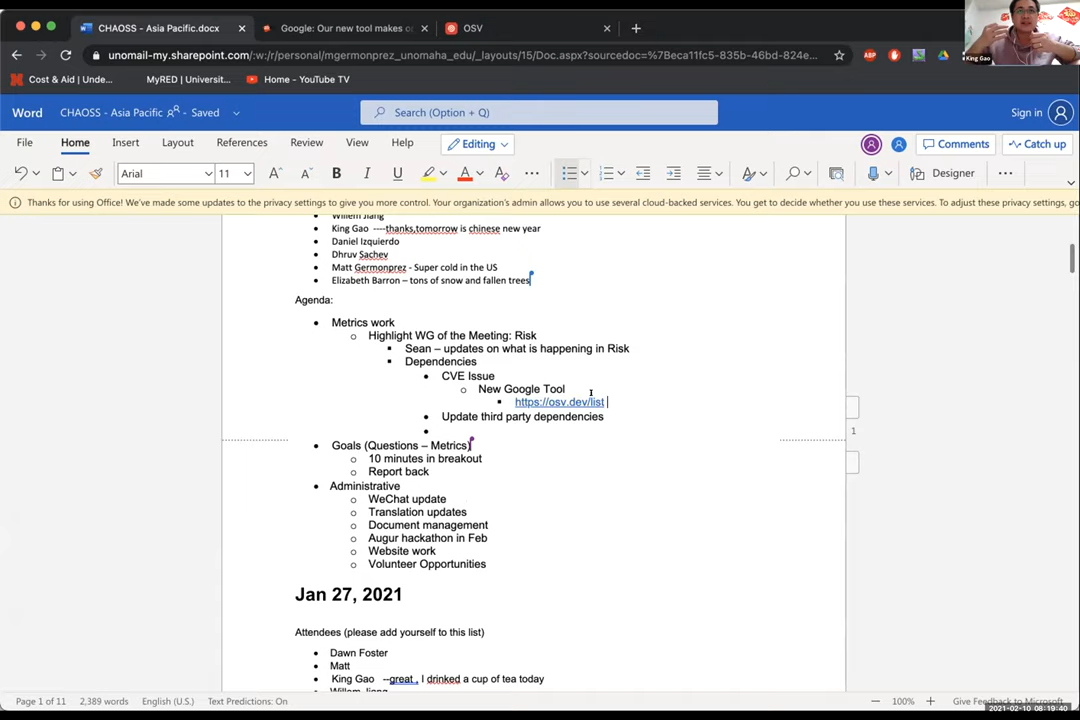 CHAOSS - Asia Pacific.docx
Google: Our new tool makes o
OSV
unomail-my.sharepoint.com/:w:/r/personal/mgermonprez_unomaha_edu/_layouts/15/Doc.aspx?sourcedoc=%7Beca11fc5-835b-46bd-824e...
ABP
King Gao
Cost & Aid | Unde...
MyRED | Universit...
Home - YouTube TV
Word
CHAOSS - Asia Pacific - Saved
Search (Option + Q)
Sign in
File Home Insert Layout References Review View Help Editing Comments Catch up
Arial 11 B I U A Designer
Thanks for using Office! We've made some updates to the privacy settings to give you more control. Your organization's admin allows you to use several cloud-backed services. You get to decide whether you use these services. To adjust these privacy settings, go
Willem Jiang
King Gao ----thanks,tomorrow is chinese new year
Daniel Izquierdo
Dhruv Sachev
Matt Germonprez - Super cold in the US
Elizabeth Barron – tons of snow and fallen trees
Agenda:
Metrics work
Highlight WG of the Meeting: Risk
Sean – updates on what is happening in Risk
Dependencies
CVE Issue
New Google Tool
https://osv.dev/list
Update third party dependencies
1
Goals (Questions – Metrics)
10 minutes in breakout
Report back
Administrative
WeChat update
Translation updates
Document management
Augur hackathon in Feb
Website work
Volunteer Opportunities
Jan 27, 2021
Attendees (please add yourself to this list)
Dawn Foster
Matt
King Gao --great , I drinked a cup of tea today
Willem Jiang
Page 1 of 11 2,389 words English (U.S.) Text Predictions: On 100% Give Feedback to Microsoft
2021-02-10 08:19:40